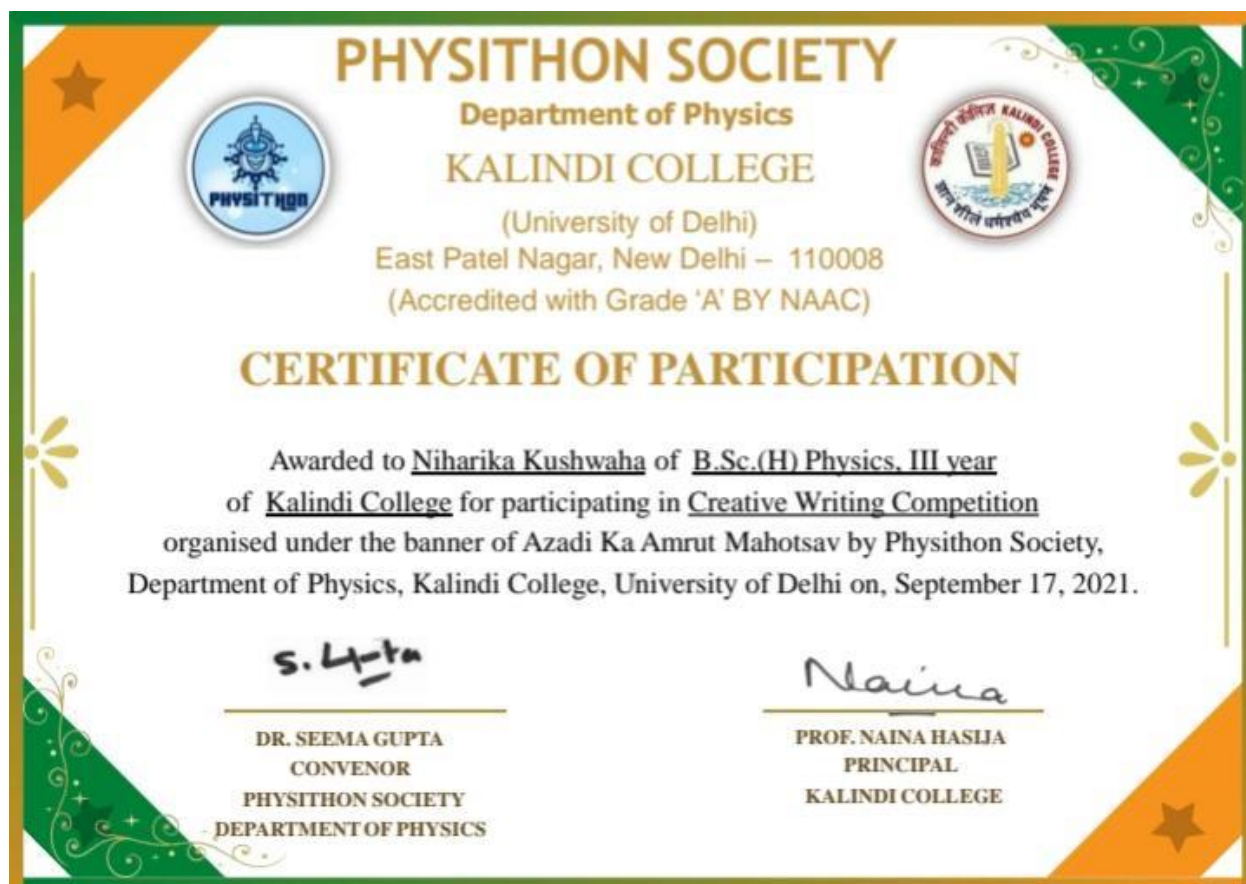 PHYSITHON SOCIETY
Department of Physics
KALINDI COLLEGE
(University of Delhi)
East Patel Nagar, New Delhi – 110008
(Accredited with Grade ‘A’ BY NAAC)
PHYSITHON
कालिन्दी कॉलिज KALINDI COLLEGE
CERTIFICATE OF PARTICIPATION
Awarded to Niharika Kushwaha of B.Sc.(H) Physics, III year
of Kalindi College for participating in Creative Writing Competition
organised under the banner of Azadi Ka Amrut Mahotsav by Physithon Society,
Department of Physics, Kalindi College, University of Delhi on, September 17, 2021.
Naina
DR. SEEMA GUPTA
CONVENOR
PHYSITHON SOCIETY
DEPARTMENT OF PHYSICS
PROF. NAINA HASIJA
PRINCIPAL
KALINDI COLLEGE